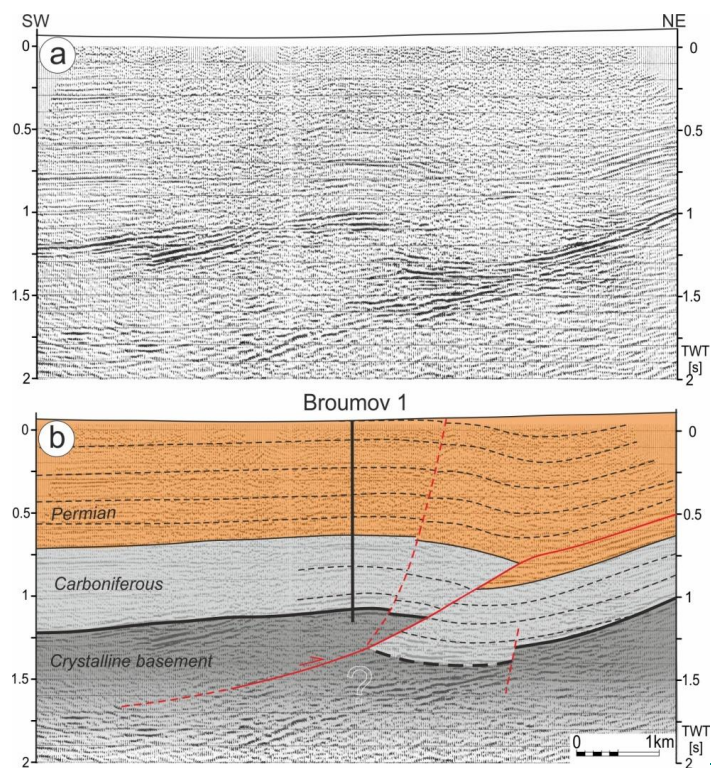 SW NE
a
0 0
0.5 0.5
1 1
1.5 1.5
TWT
[s]
2 2
Broumov 1
b
0 0
Permian
0.5 0.5
Carboniferous
1 1
Crystalline basement
?
1.5 1.5
TWT
[s]
0 1km
2 2